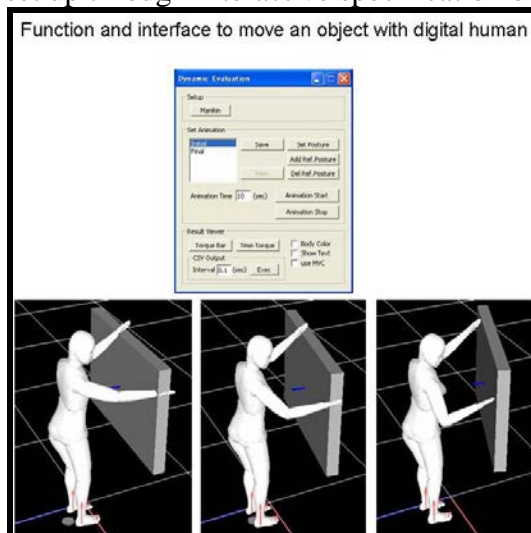 Function and interface to move an object with digital human
Dynamic Evaluation
Setup
Manikin
Set Animation
Initial
Final
Save
Set Posture
Add Ref.Posture
Del Ref.Posture
Animation Time 10 (sec)
Animation Start
Animation Stop
Result Viewer
Torque Bar
Time-Torque
Body Color
Show Text
use MVC
CSV Output
Interval 0.1 (sec) Exec